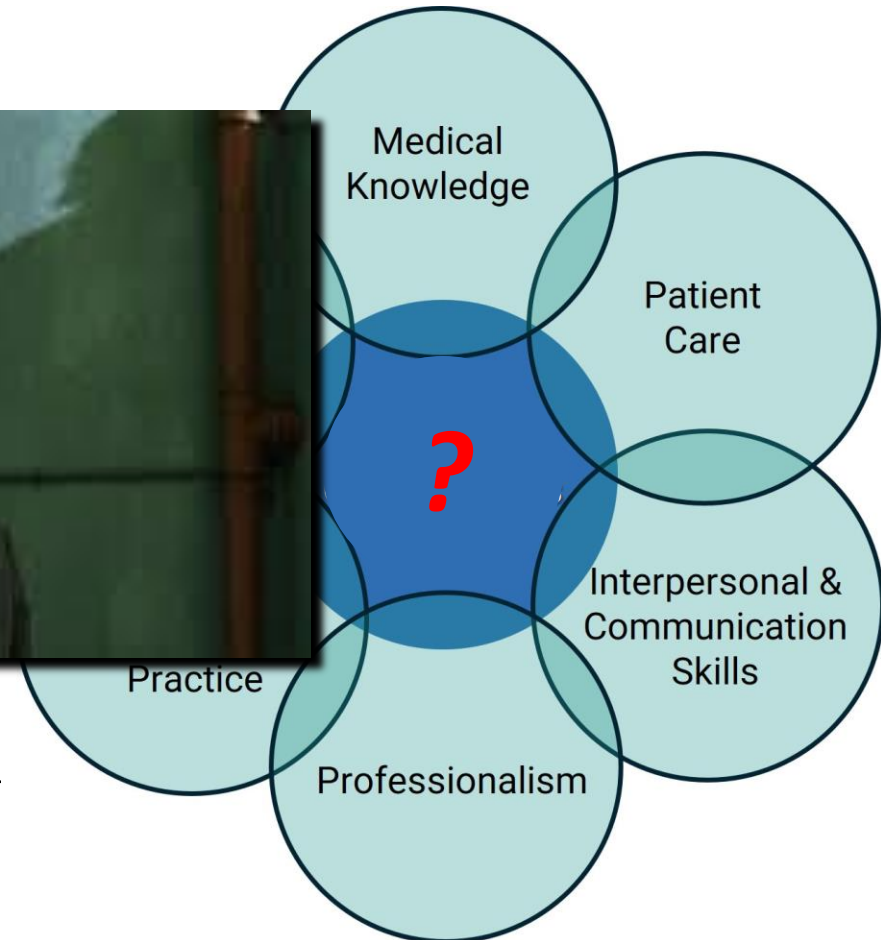 Medical
Knowledge
Patient
Care
?
Interpersonal &
Communication
Skills
Practice
Professionalism